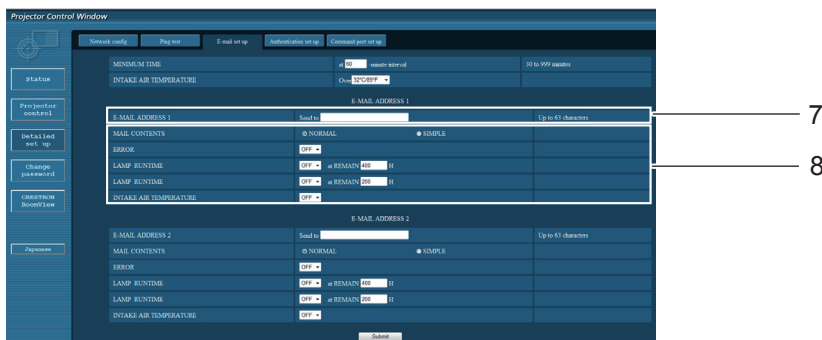 Projector Control Window
Network config Ping test E-mail set up Authentication set up Command port set up
MINIMUM TIME at 60 minute interval 30 to 999 minutes
INTAKE AIR TEMPERATURE Over 32°C/89°F
E-MAIL ADDRESS 1
E-MAIL ADDRESS 1 Send to Up to 63 characters 7
MAIL CONTENTS NORMAL SIMPLE
ERROR OFF
LAMP RUNTIME OFF at REMAIN 400 H 8
LAMP RUNTIME OFF at REMAIN 200 H
INTAKE AIR TEMPERATURE OFF
E-MAIL ADDRESS 2
E-MAIL ADDRESS 2 Send to Up to 63 characters
MAIL CONTENTS NORMAL SIMPLE
ERROR OFF
LAMP RUNTIME OFF at REMAIN 400 H
LAMP RUNTIME OFF at REMAIN 200 H
INTAKE AIR TEMPERATURE OFF
Submit
Status
Projector
control
Detailed
set up
Change
password
CRESTRON
RoomView
Japanese